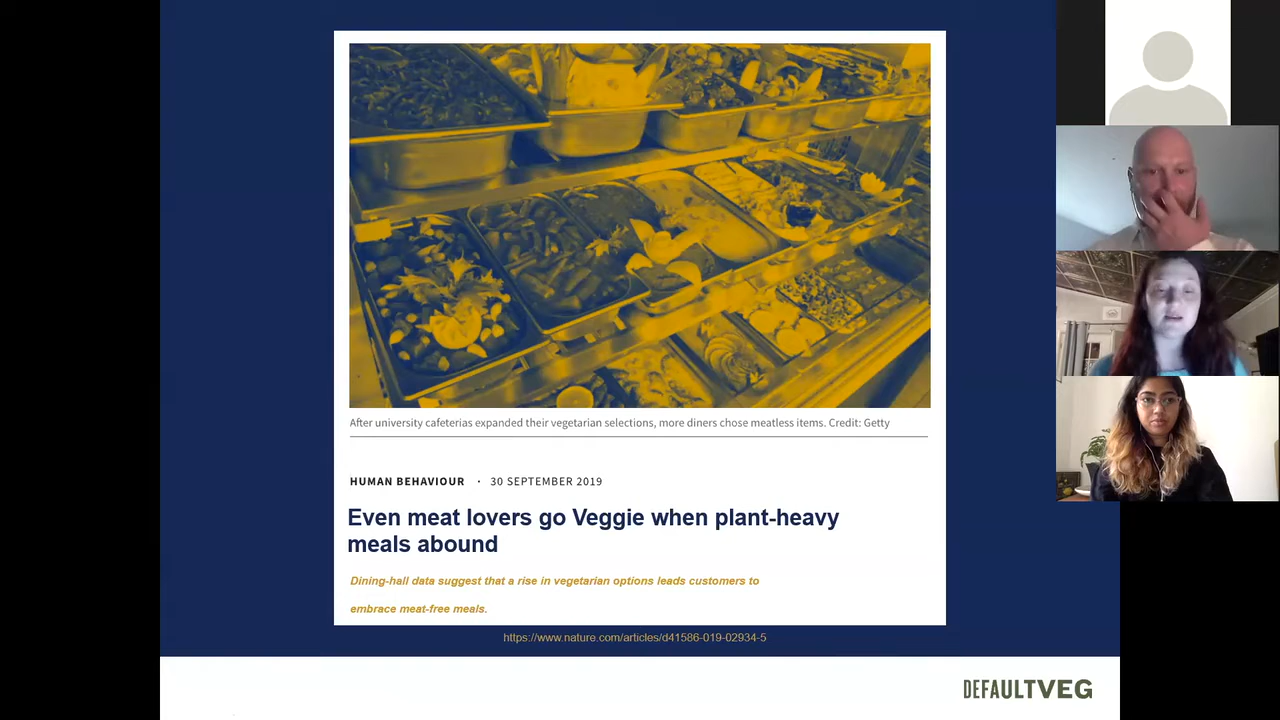 After university cafeterias expanded their vegetarian selections, more diners chose meatless items. Credit: Getty
HUMAN BEHAVIOUR · 30 SEPTEMBER 2019
Even meat lovers go Veggie when plant-heavy
meals abound
Dining-hall data suggest that a rise in vegetarian options leads customers to
embrace meat-free meals.
https://www.nature.com/articles/d41586-019-02934-5
DEFAULTVEG